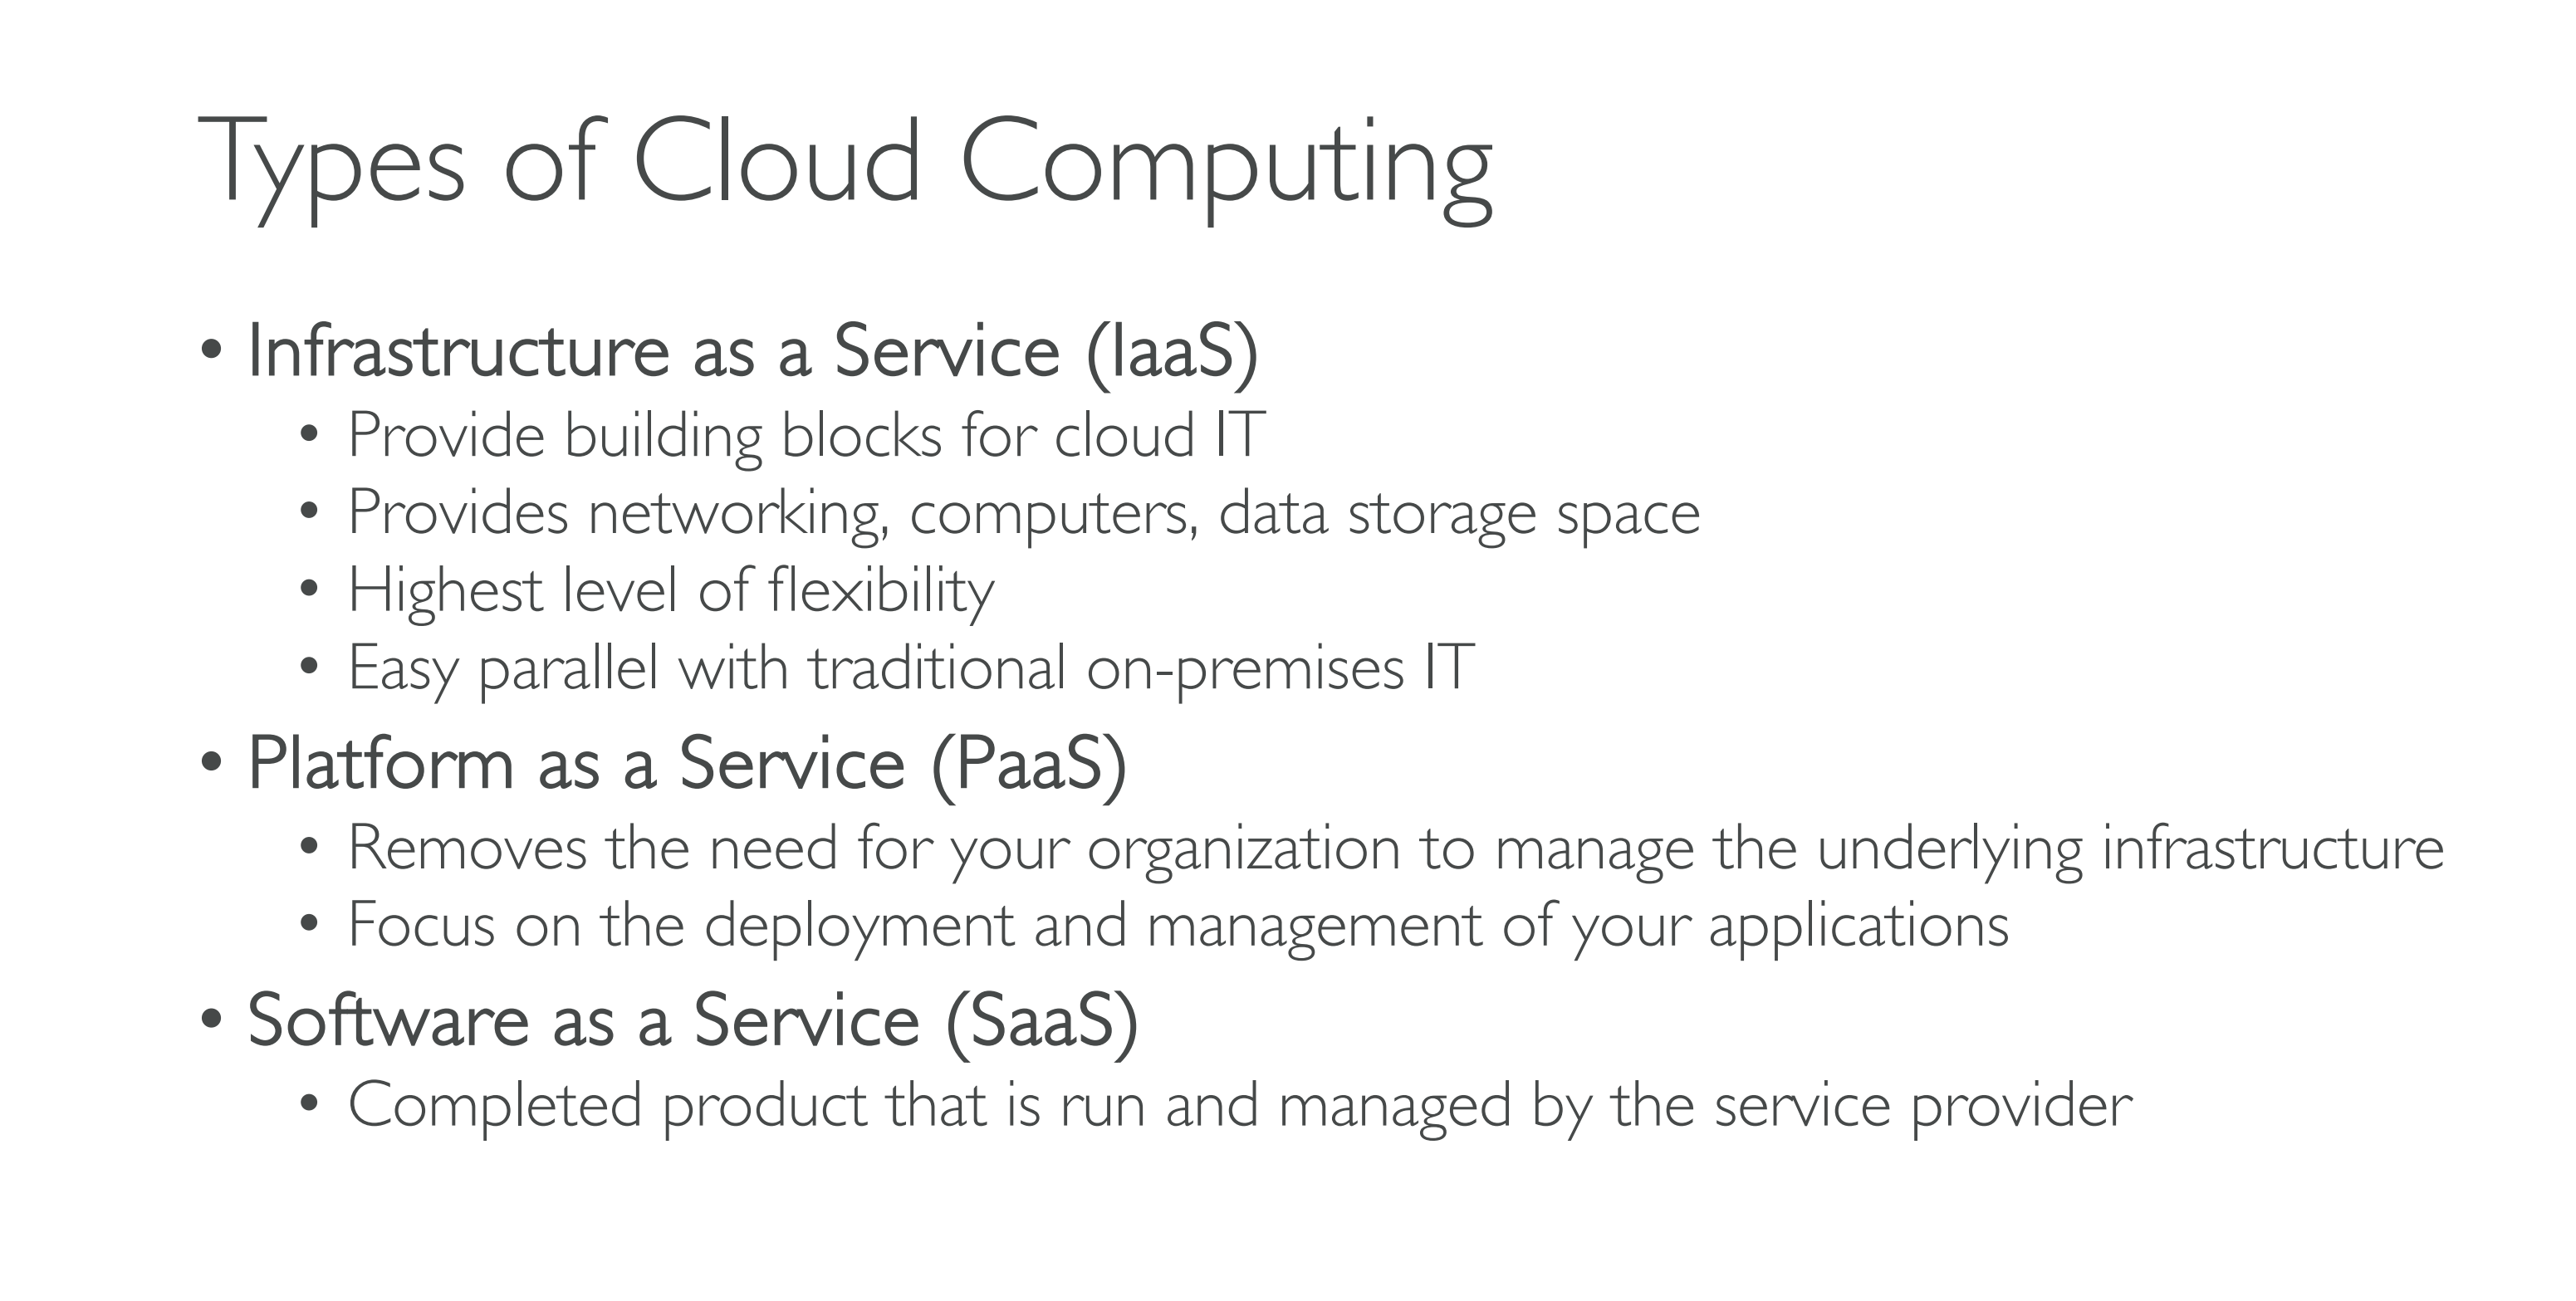 Types of Cloud Computing
• Infrastructure as a Service (IaaS)
• Provide building blocks for cloud IT
• Provides networking, computers, data storage space
• Highest level of flexibility
• Easy parallel with traditional on-premises IT
• Platform as a Service (PaaS)
• Removes the need for your organization to manage the underlying infrastructure
• Focus on the deployment and management of your applications
• Software as a Service (SaaS)
• Completed product that is run and managed by the service provider